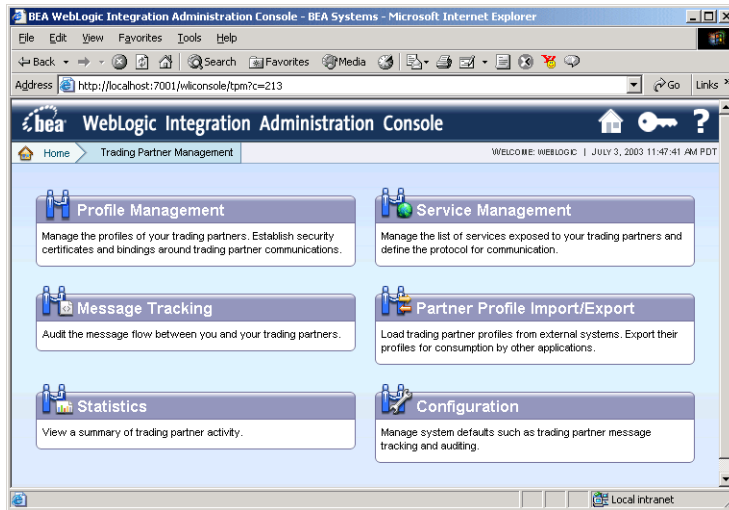 BEA WebLogic Integration Administration Console - BEA Systems - Microsoft Internet Explorer
File Edit View Favorites Tools Help
Back Search Favorites Media
Address http://localhost:7001/wliconsole/tpm?c=213 Go Links »
bea WebLogic Integration Administration Console ?
Home Trading Partner Management WELCOME: WEBLOGIC | JULY 3, 2003 11:47:41 AM PDT
Profile Management
Manage the profiles of your trading partners. Establish security
certificates and bindings around trading partner communications.
Service Management
Manage the list of services exposed to your trading partners and
define the protocol for communication.
Message Tracking
Audit the message flow between you and your trading partners.
Partner Profile Import/Export
Load trading partner profiles from external systems. Export their
profiles for consumption by other applications.
Statistics
View a summary of trading partner activity.
Configuration
Manage system defaults such as trading partner message
tracking and auditing.
Local intranet